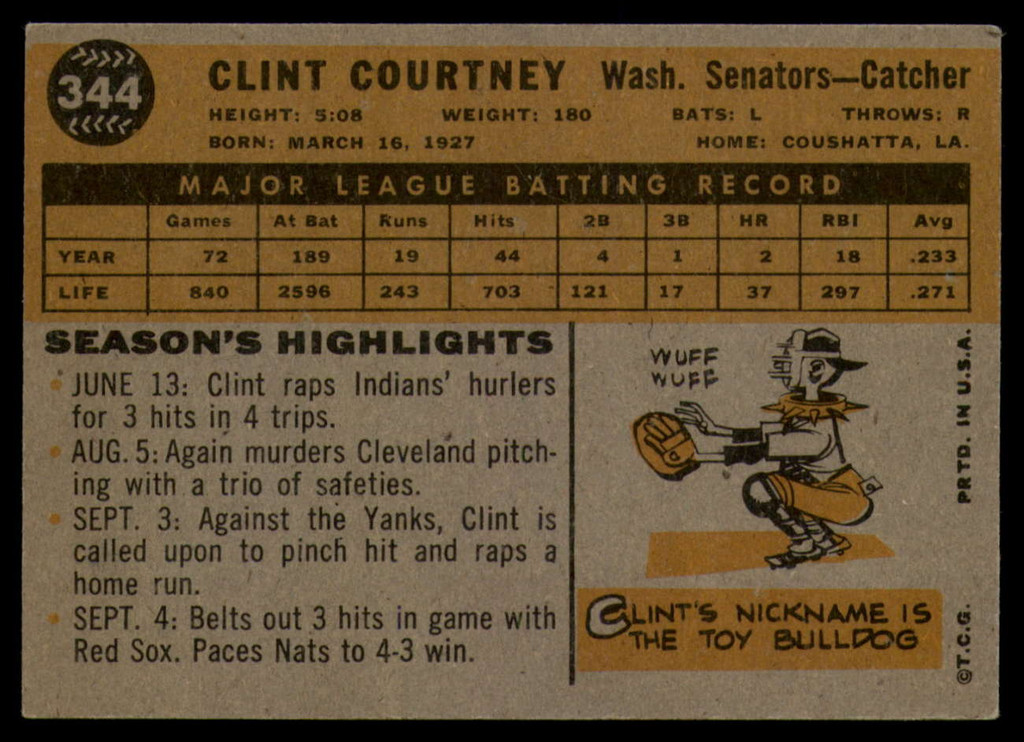 344
CLINT COURTNEY Wash. Senators—Catcher
HEIGHT: 5:08 WEIGHT: 180 BATS: L THROWS: R
BORN: MARCH 16, 1927 HOME: COUSHATTA, LA.
MAJOR LEAGUE BATTING RECORD
Games At Bat Runs Hits 2B 3B HR RBI Avg
YEAR 72 189 19 44 4 1 2 18 .233
LIFE 840 2596 243 703 121 17 37 297 .271
SEASON'S HIGHLIGHTS
• JUNE 13: Clint raps Indians' hurlers
for 3 hits in 4 trips.
• AUG. 5: Again murders Cleveland pitch-
ing with a trio of safeties.
• SEPT. 3: Against the Yanks, Clint is
called upon to pinch hit and raps a
home run.
• SEPT. 4: Belts out 3 hits in game with
Red Sox. Paces Nats to 4-3 win.
WUFF
WUFF
CLINT'S NICKNAME IS
THE TOY BULLDOG
©T.C.G. PRTD. IN U.S.A.